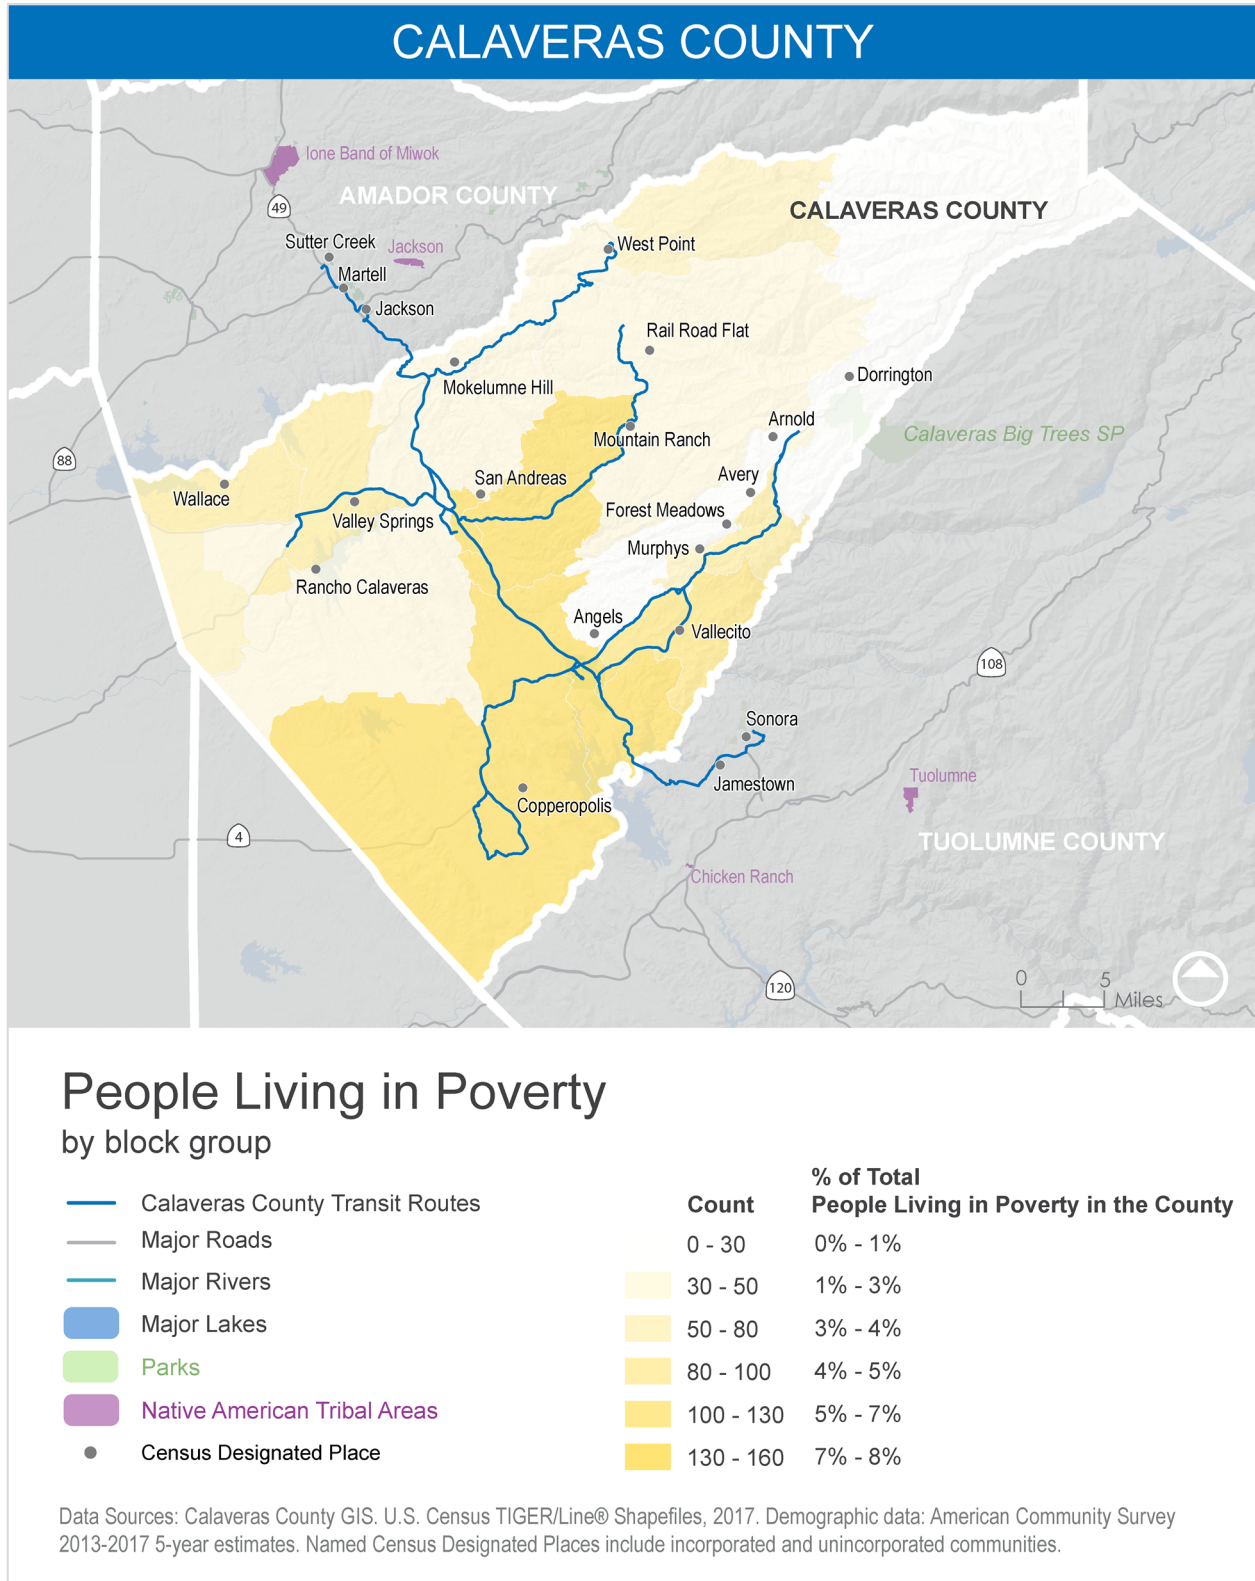 CALAVERAS COUNTY
Ione Band of Miwok
AMADOR COUNTY
49
CALAVERAS COUNTY
Sutter Creek
Jackson
West Point
Martell
Jackson
Rail Road Flat
Mokelumne Hill
Dorrington
Arnold
Mountain Ranch
Calaveras Big Trees SP
88
San Andreas
Avery
Wallace
Valley Springs
Forest Meadows
Murphys
Rancho Calaveras
Angels
Vallecito
108
Sonora
Jamestown
Tuolumne
Copperopolis
4
TUOLUMNE COUNTY
Chicken Ranch
120
0 5
Miles
People Living in Poverty
by block group
Calaveras County Transit Routes
Major Roads
Major Rivers
Major Lakes
Parks
Native American Tribal Areas
Census Designated Place
% of Total
Count People Living in Poverty in the County
0 - 30 0% - 1%
30 - 50 1% - 3%
50 - 80 3% - 4%
80 - 100 4% - 5%
100 - 130 5% - 7%
130 - 160 7% - 8%
Data Sources: Calaveras County GIS. U.S. Census TIGER/Line® Shapefiles, 2017. Demographic data: American Community Survey
2013-2017 5-year estimates. Named Census Designated Places include incorporated and unincorporated communities.